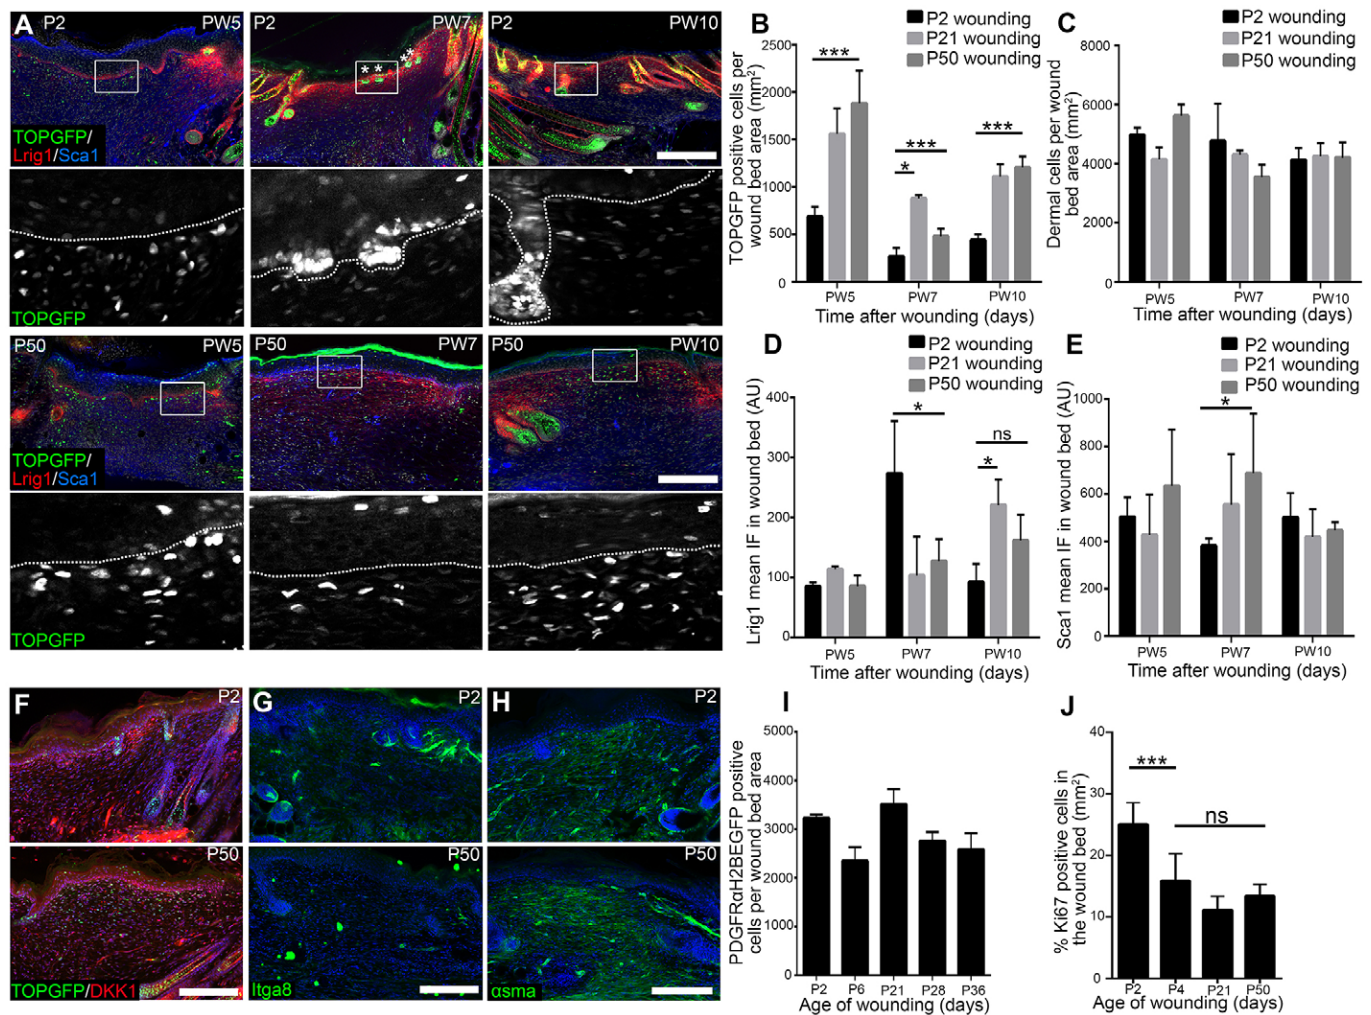 A
P2
PW5
TOPGFP/
Lrig1/Sca1
P2
PW7
**
**
P2
PW10
TOPGFP
P50
PW5
TOPGFP/
Lrig1/Sca1
P50
PW7
P50
PW10
TOPGFP
B
P2 wounding
P21 wounding
P50 wounding
TOPGFP positive cells per
wound bed area (mm²)
2500
2000
1500
1000
500
0
***
***
*
***
PW5
PW7
PW10
Time after wounding (days)
C
P2 wounding
P21 wounding
P50 wounding
Dermal cells per wound
bed area (mm²)
8000
6000
4000
2000
0
PW5
PW7
PW10
Time after wounding (days)
D
P2 wounding
P21 wounding
P50 wounding
Lrig1 mean IF in wound bed (AU)
400
300
200
100
0
*
ns
*
PW5
PW7
PW10
Time after wounding (days)
E
P2 wounding
P21 wounding
P50 wounding
Sca1 mean IF in wound bed (AU)
1000
800
600
400
200
0
*
PW5
PW7
PW10
Time after wounding (days)
F
P2
P50
TOPGFP/DKK1
G
P2
P50
Itga8
H
P2
P50
αsma
I
PDGFRαH2BEGFP positive
cells per wound bed area
5000
4000
3000
2000
1000
0
P2
P6
P21
P28
P36
Age of wounding (days)
J
% Ki67 positive cells in
the wound bed (mm²)
40
30
20
10
0
***
ns
P2
P4
P21
P50
Age of wounding (days)